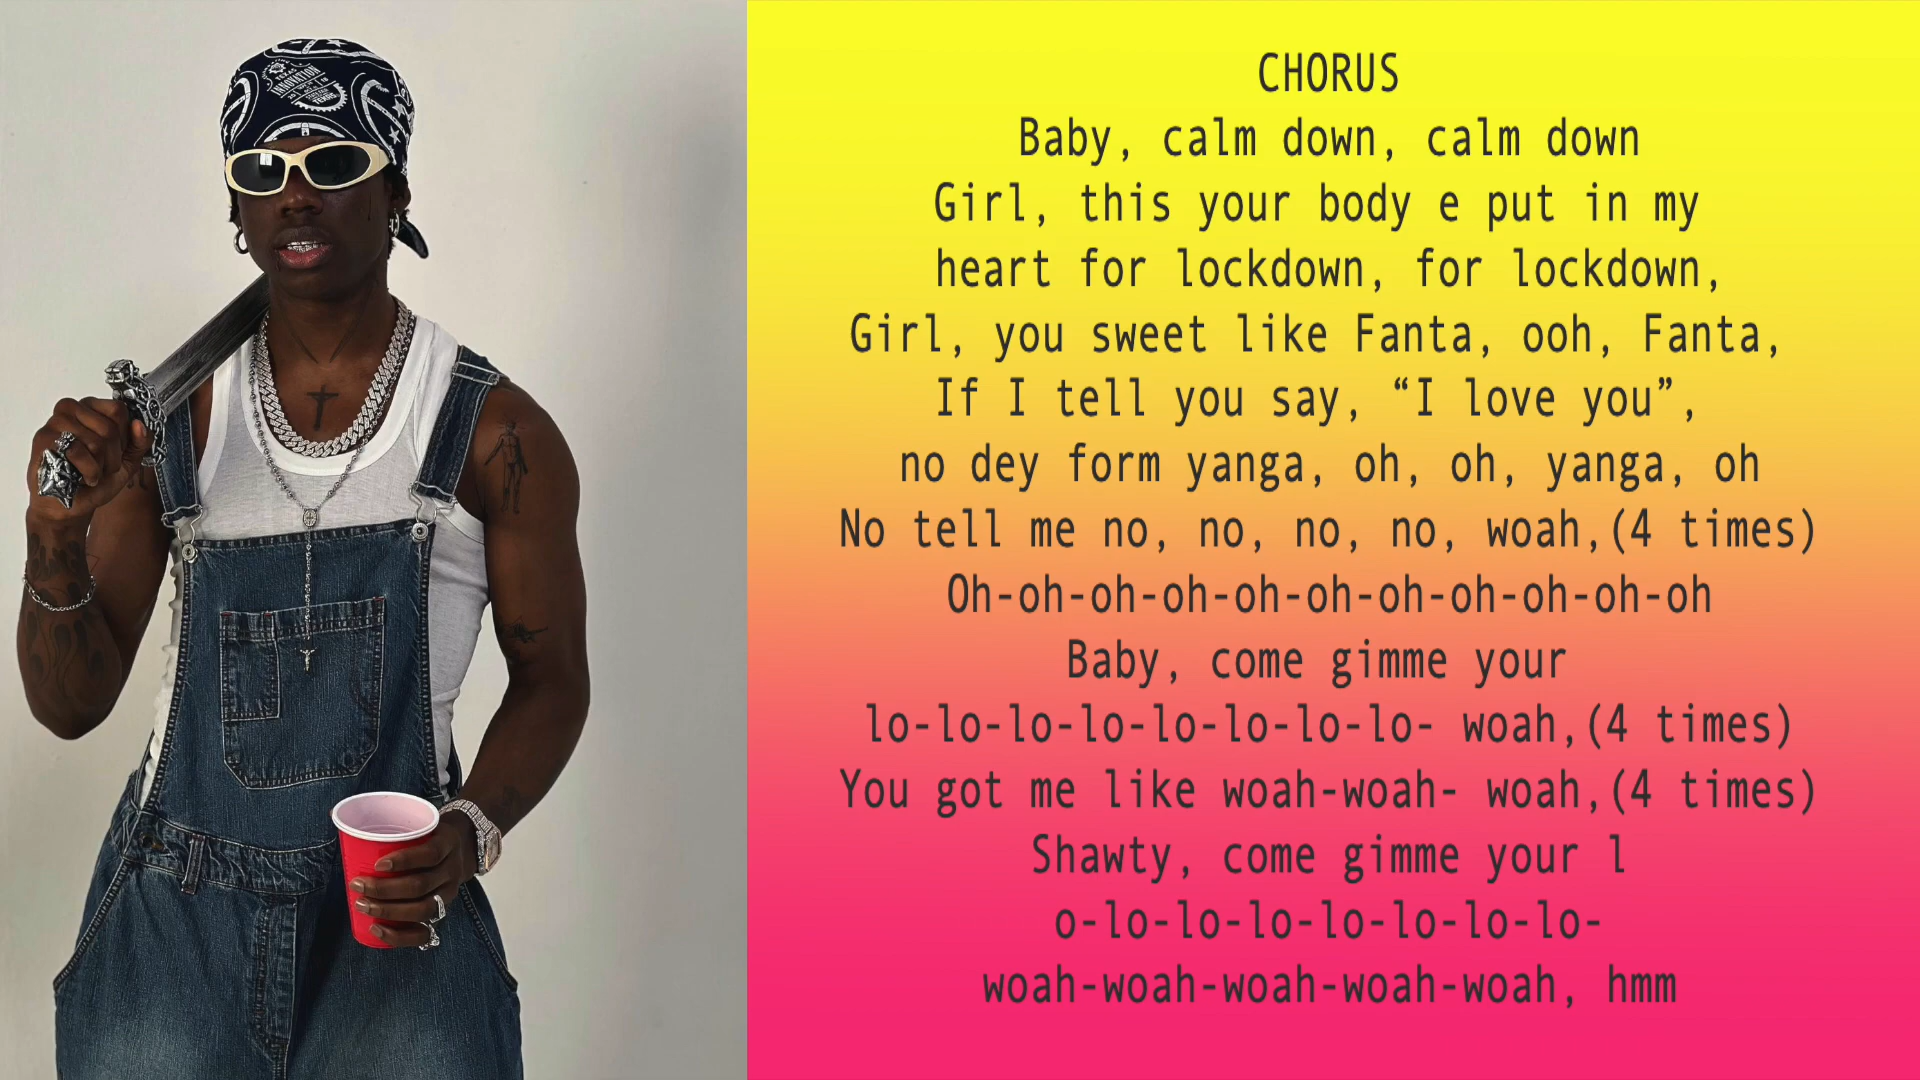 INNOVATION
TEXAS
CHORUS
Baby, calm down, calm down
Girl, this your body e put in my
heart for lockdown, for lockdown,
Girl, you sweet like Fanta, ooh, Fanta,
If I tell you say, “I love you”,
no dey form yanga, oh, oh, yanga, oh
No tell me no, no, no, no, woah,(4 times)
Oh-oh-oh-oh-oh-oh-oh-oh-oh-oh-oh
Baby, come gimme your
lo-lo-lo-lo-lo-lo-lo-lo- woah,(4 times)
You got me like woah-woah- woah,(4 times)
Shawty, come gimme your l
o-lo-lo-lo-lo-lo-lo-lo-
woah-woah-woah-woah-woah, hmm